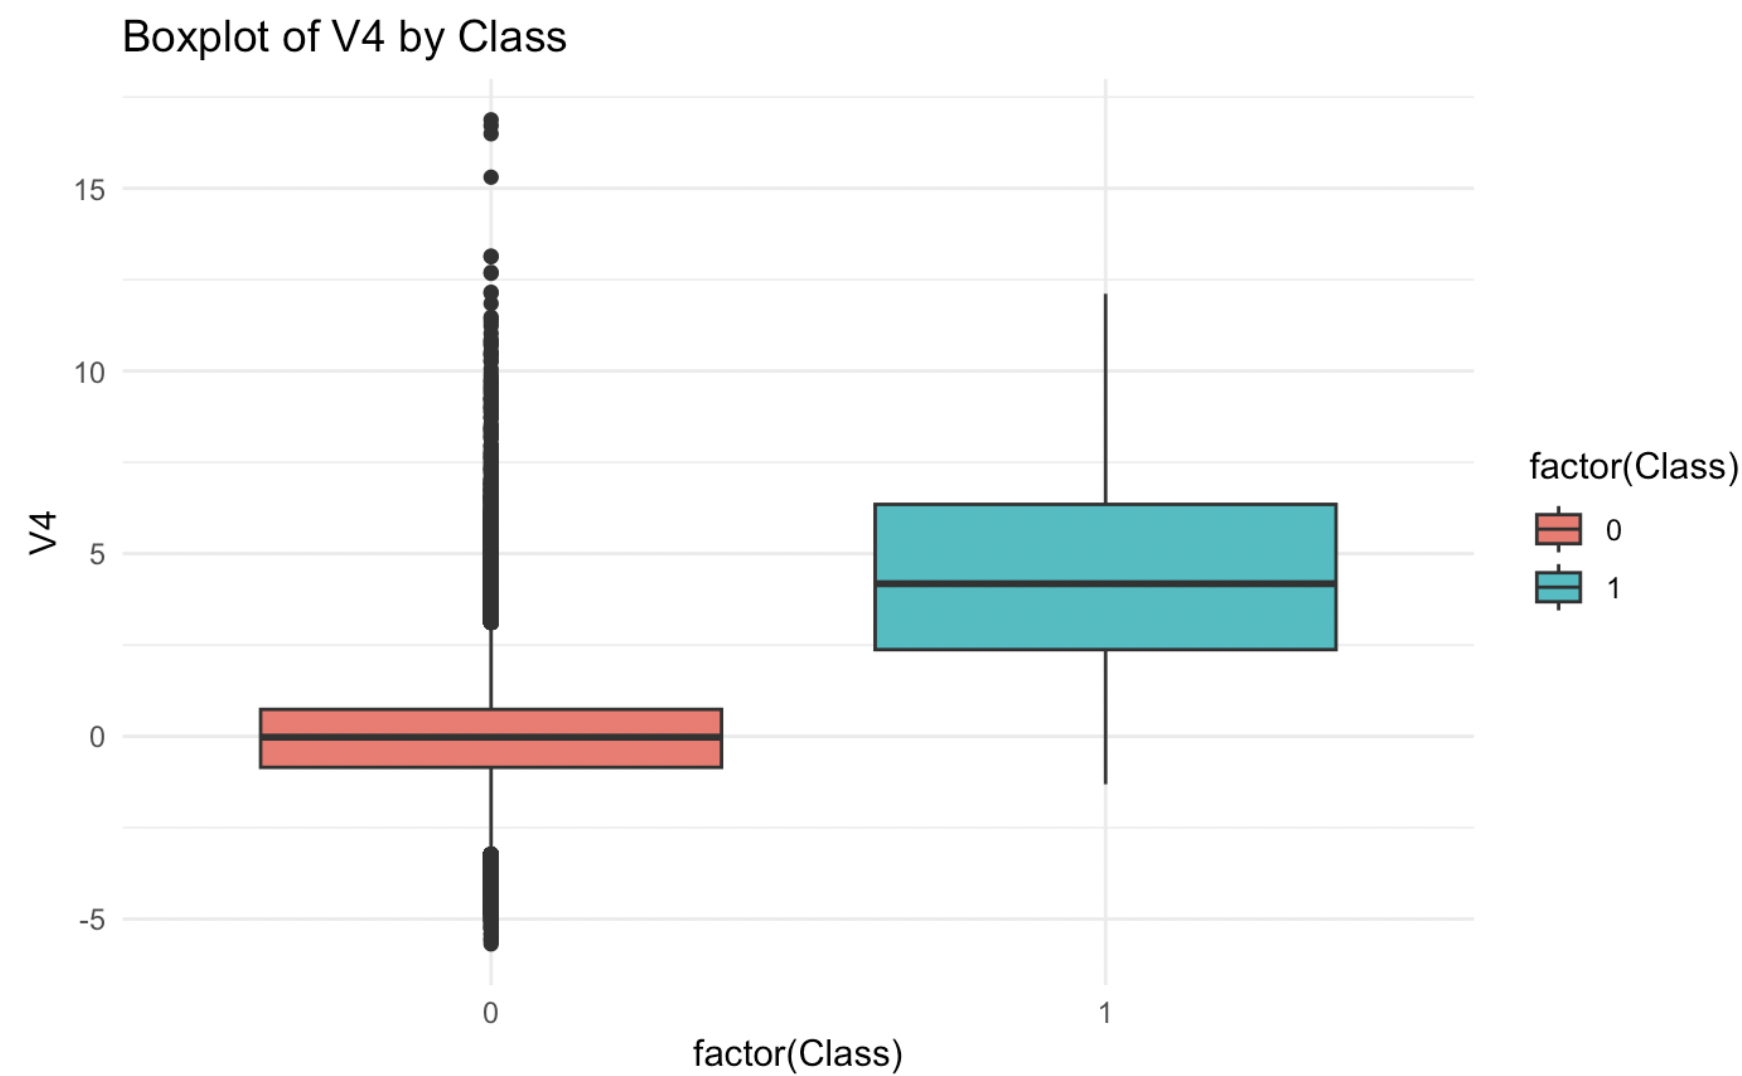 Boxplot of V4 by Class
15
10
5
0
-5
V4
0
1
factor(Class)
factor(Class)
0
1